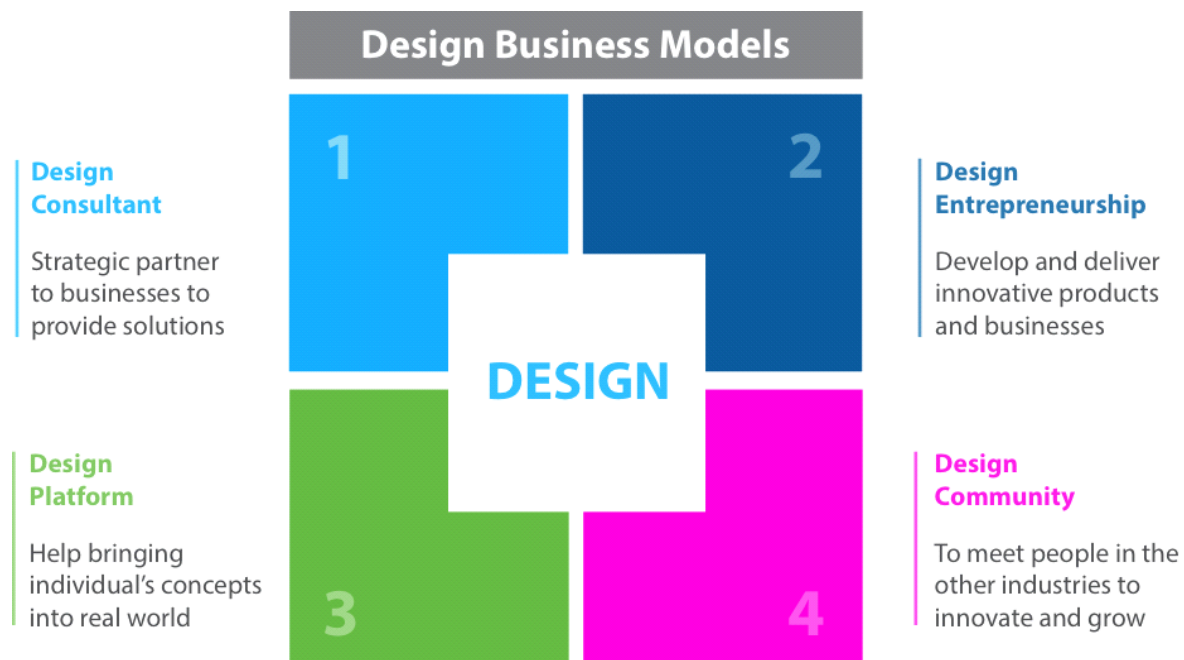 Design Business Models
1
2
Design
Consultant
Strategic partner
to businesses to
provide solutions
Design
Entrepreneurship
Develop and deliver
innovative products
and businesses
DESIGN
Design
Platform
Help bringing
individual’s concepts
into real world
3
Design
Community
To meet people in the
other industries to
innovate and grow
4